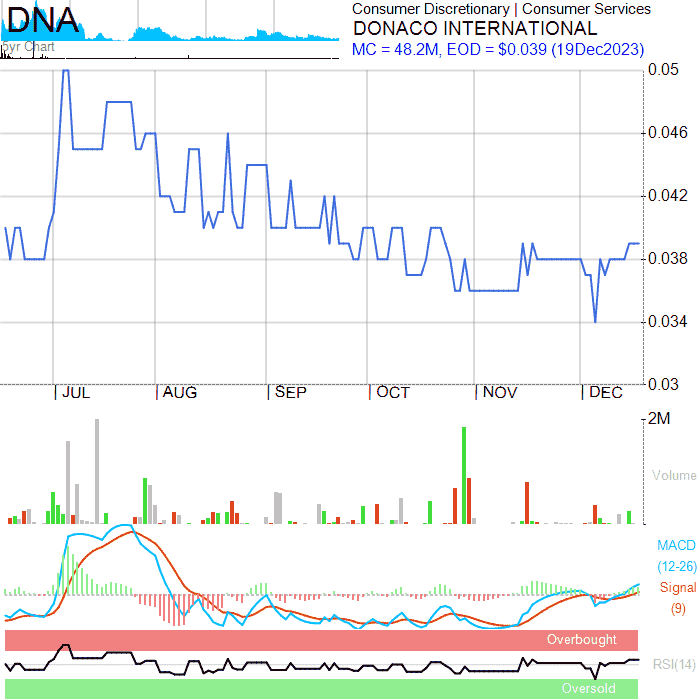 DNA
5yr Chart
Consumer Discretionary | Consumer Services
DONACO INTERNATIONAL
MC = 48.2M, EOD = $0.039 (19Dec2023)
0.05
0.046
0.042
0.038
0.034
0.03
JUL
AUG
SEP
OCT
NOV
DEC
2M
Volume
MACD
(12-26)
Signal
(9)
Overbought
RSI(14)
Oversold